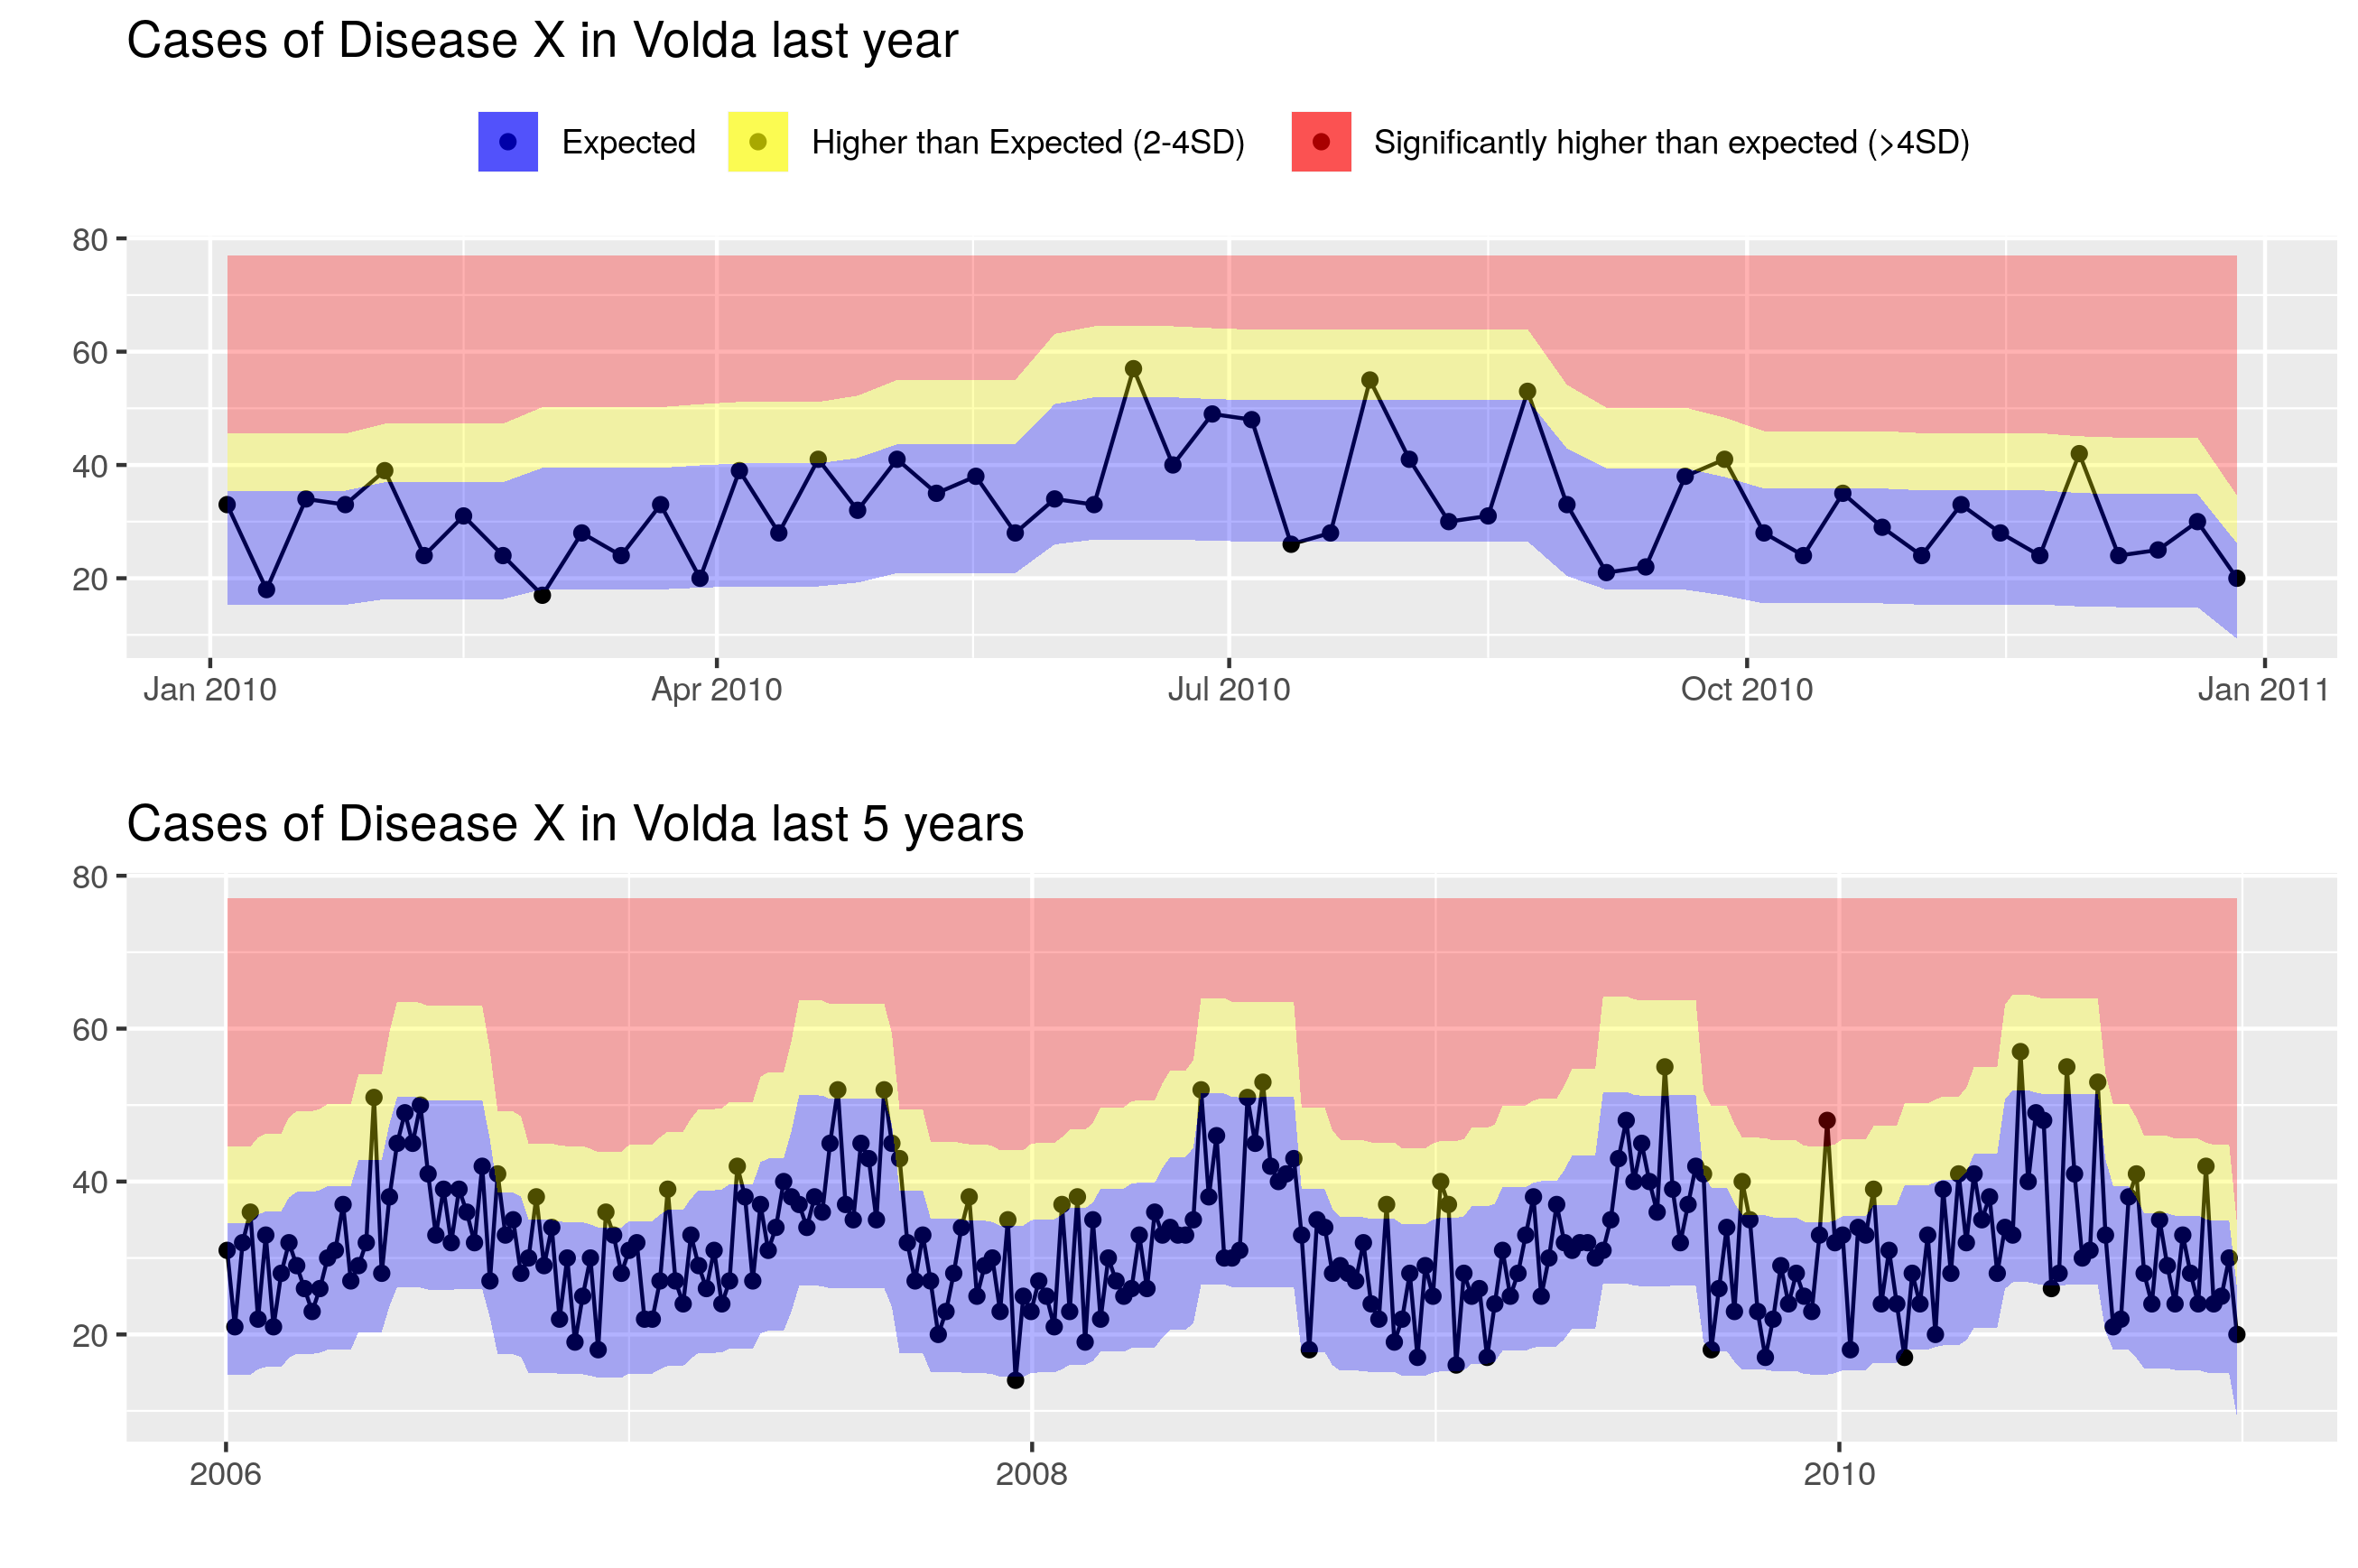 Cases of Disease X in Volda last year
Expected
Higher than Expected (2-4SD)
Significantly higher than expected (>4SD)
80
60
40
20
Jan 2010
Apr 2010
Jul 2010
Oct 2010
Jan 2011
Cases of Disease X in Volda last 5 years
80
60
40
20
2006
2008
2010